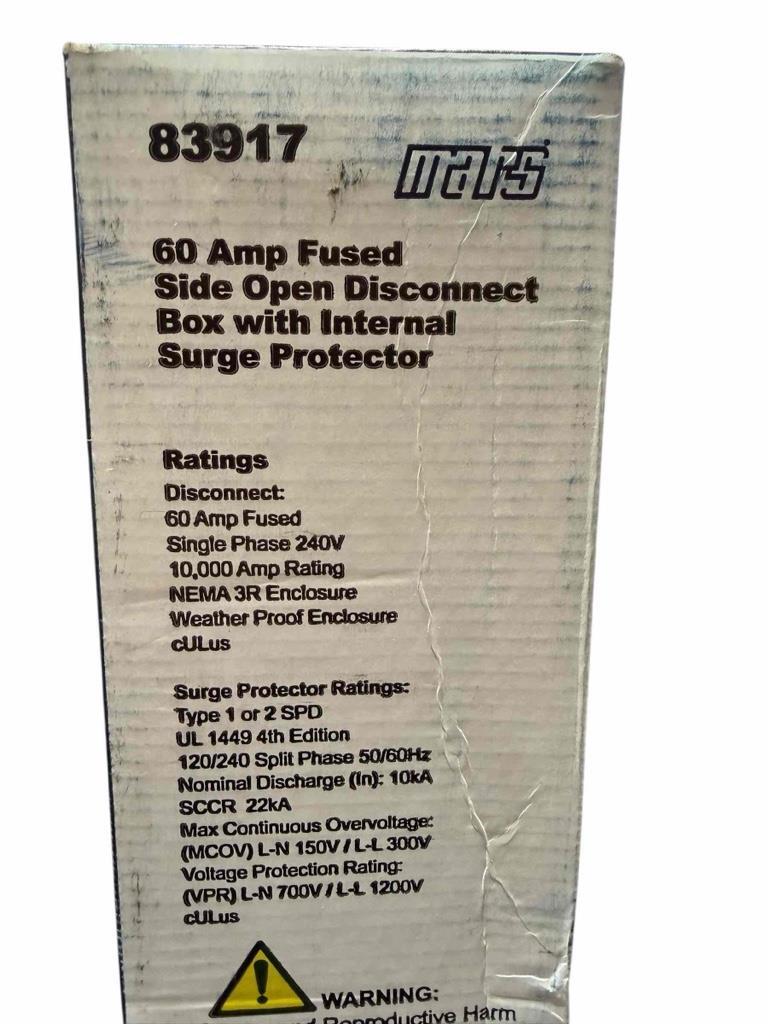 83917
mars
60 Amp Fused
Side Open Disconnect
Box with Internal
Surge Protector
Ratings
Disconnect:
60 Amp Fused
Single Phase 240V
10,000 Amp Rating
NEMA 3R Enclosure
Weather Proof Enclosure
cULus
Surge Protector Ratings:
Type 1 or 2 SPD
UL 1449 4th Edition
120/240 Split Phase 50/60Hz
Nominal Discharge (In): 10kA
SCCR 22kA
Max Continuous Overvoltage:
(MCOV) L-N 150V / L-L 300V
Voltage Protection Rating:
(VPR) L-N 700V / L-L 1200V
cULus
WARNING:
Reproductive Harm